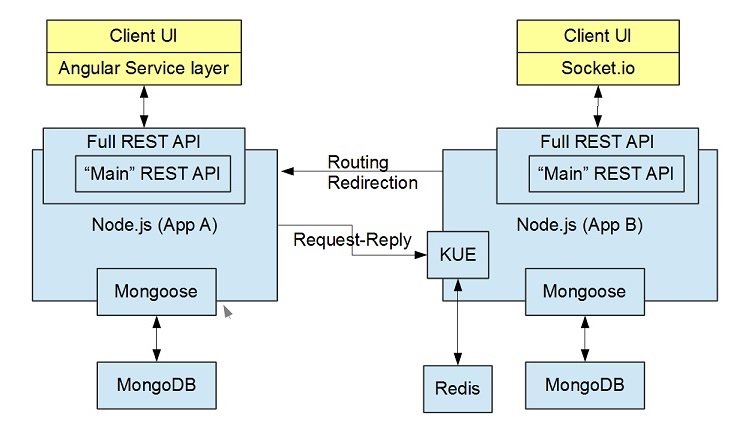 Client UI
Angular Service layer
Full REST API
“Main” REST API
Node.js (App A)
Mongoose
MongoDB
Routing
Redirection
Request-Reply
Client UI
Socket.io
Full REST API
“Main” REST API
Node.js (App B)
KUE
Mongoose
Redis
MongoDB